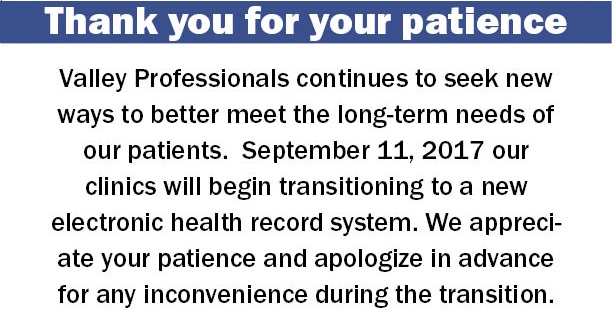 Thank you for your patience
Valley Professionals continues to seek new
ways to better meet the long-term needs of
our patients.  September 11, 2017 our
clinics will begin transitioning to a new
electronic health record system. We appreci-
ate your patience and apologize in advance
for any inconvenience during the transition.